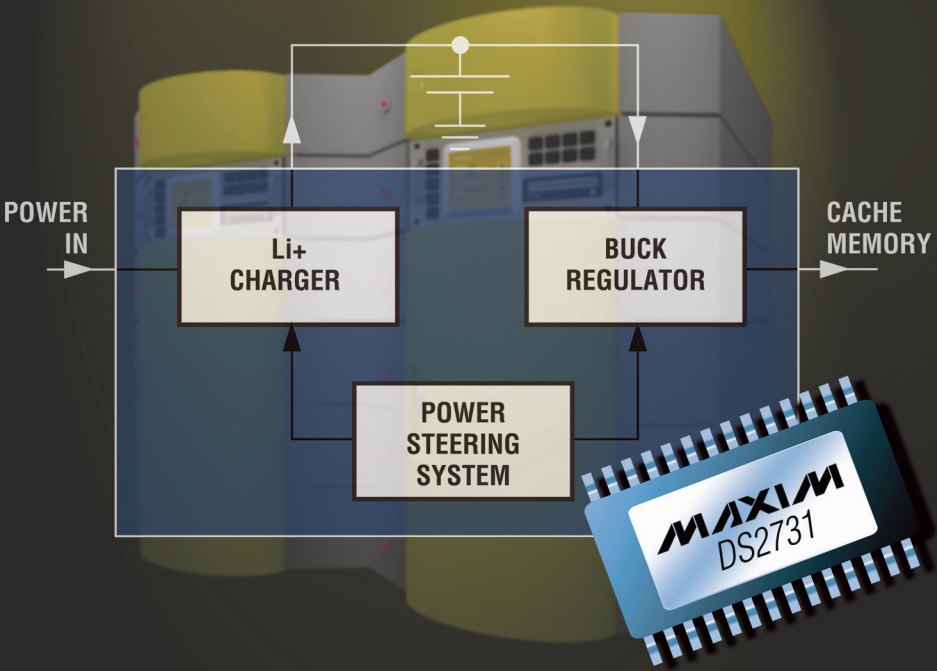 POWER
IN
Li+
CHARGER
BUCK
REGULATOR
CACHE
MEMORY
POWER
STEERING
SYSTEM
MAXIM
DS2731